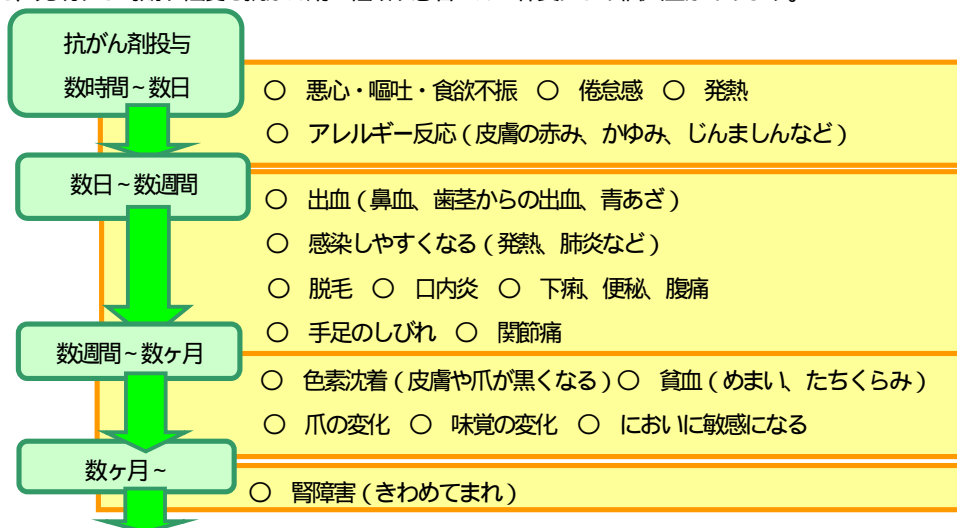 抗がん剤投与
数時間~数日
○ 悪心・嘔吐・食欲不振 ○ 倦怠感 ○ 発熱
○ アレルギー反応(皮膚の赤み、かゆみ、じんましんなど)
数日~数週間
○ 出血(鼻血、歯茎からの出血、青あざ)
○ 感染しやすくなる(発熱、肺炎など)
○ 脱毛 ○ 口内炎 ○ 下痢、便秘、腹痛
○ 手足のしびれ ○ 関節痛
数週間~数ヶ月
○ 色素沈着(皮膚や爪が黒くなる)○ 貧血(めまい、たちくらみ)
○ 爪の変化 ○ 味覚の変化 ○ においに敏感になる
数ヶ月~
○ 腎障害(きわめてまれ)